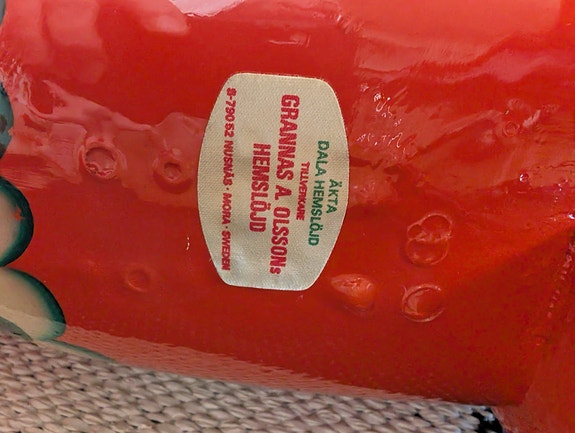 ÄKTA
DALA HEMSLÖJD
TILLVERKARE
GRANNAS A. OLSSONs
HEMSLÖJD
S-790 52 NUSNÄS · MORA · SWEDEN